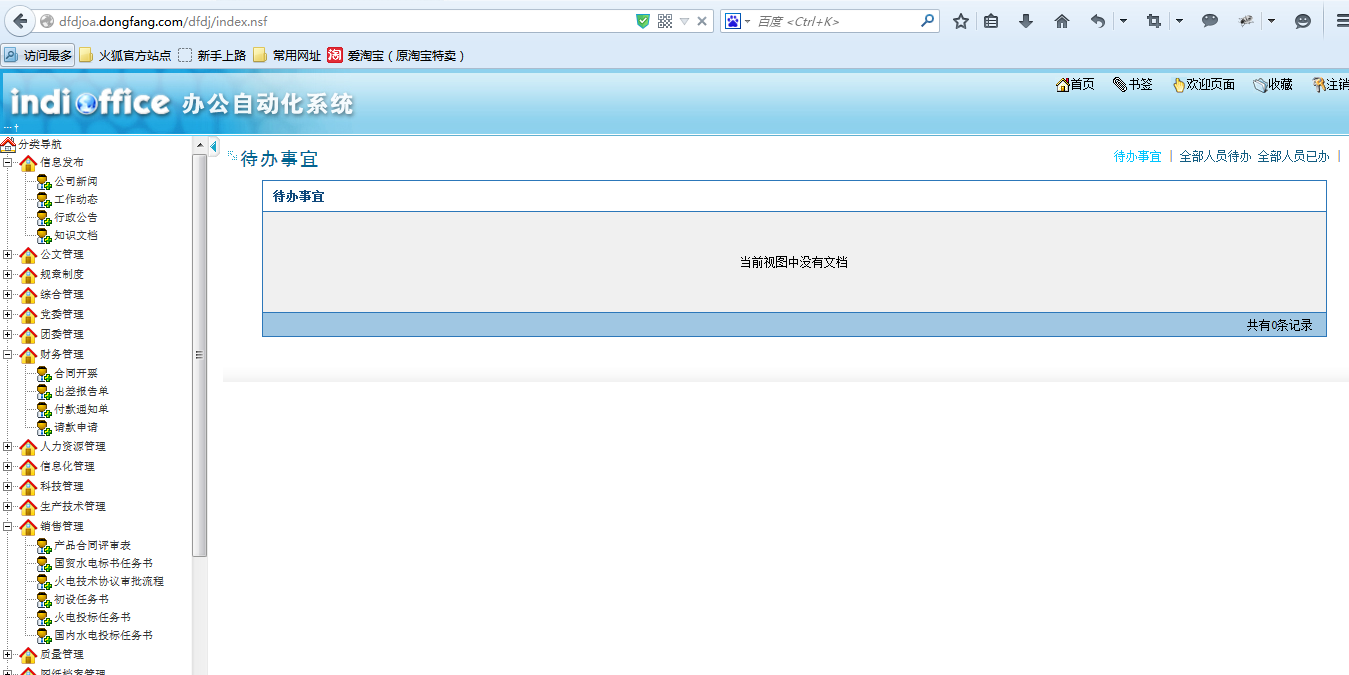 dfdjoa.dongfang.com/dfdj/index.nsf
百度 <Ctrl+K>
访问最多 火狐官方站点 新手上路 常用网址 淘 爱淘宝（原淘宝特卖）
indi office 办公自动化系统
首页 书签 欢迎页面 收藏 注销
分类导航
信息发布
公司新闻
工作动态
行政公告
知识文档
公文管理
规章制度
综合管理
党委管理
团委管理
财务管理
合同开票
出差报告单
付款通知单
请款申请
人力资源管理
信息化管理
科技管理
生产技术管理
销售管理
产品合同评审表
国贸水电标书任务书
火电技术协议审批流程
初设任务书
火电投标任务书
国内水电投标任务书
质量管理
图纸档案管理
待办事宜
待办事宜 | 全部人员待办 全部人员已办 |
待办事宜
当前视图中没有文档
共有0条记录